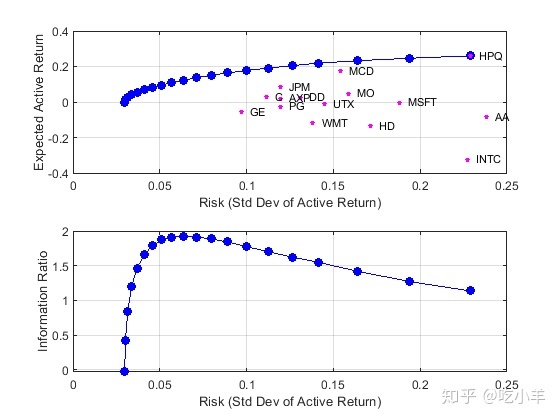 0.4
0.2
0
-0.2
-0.4
Expected Active Return
HPQ
MCD
JPM
MO
C
AXP
DD
PG
UTX
MSFT
GE
WMT
HD
AA
INTC
0
0.05
0.1
0.15
0.2
0.25
Risk (Std Dev of Active Return)
2
1.5
1
0.5
0
Information Ratio
0
0.05
0.1
0.15
0.2
0.25
Risk (Std Dev of Active Return)
知乎 @吃小羊